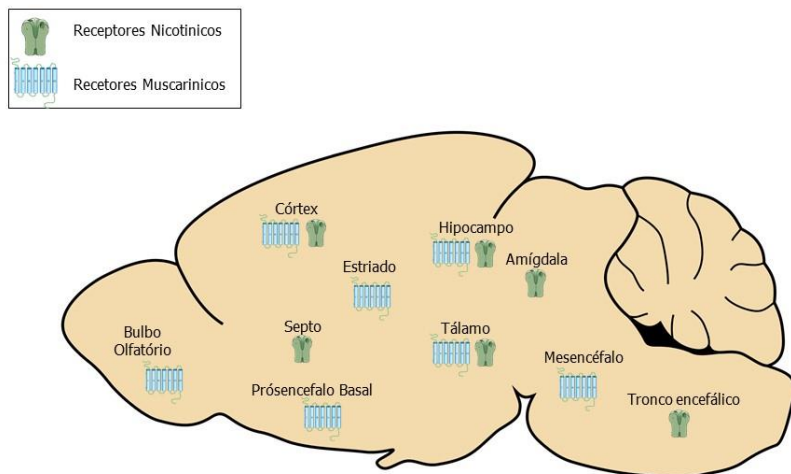 Receptores Nicotinicos
Recetores Muscarinicos
Córtex
Hipocampo
Amígdala
Estriado
Septo
Tálamo
Bulbo
Olfatório
Mesencéfalo
Prósencefalo Basal
Tronco encefálico